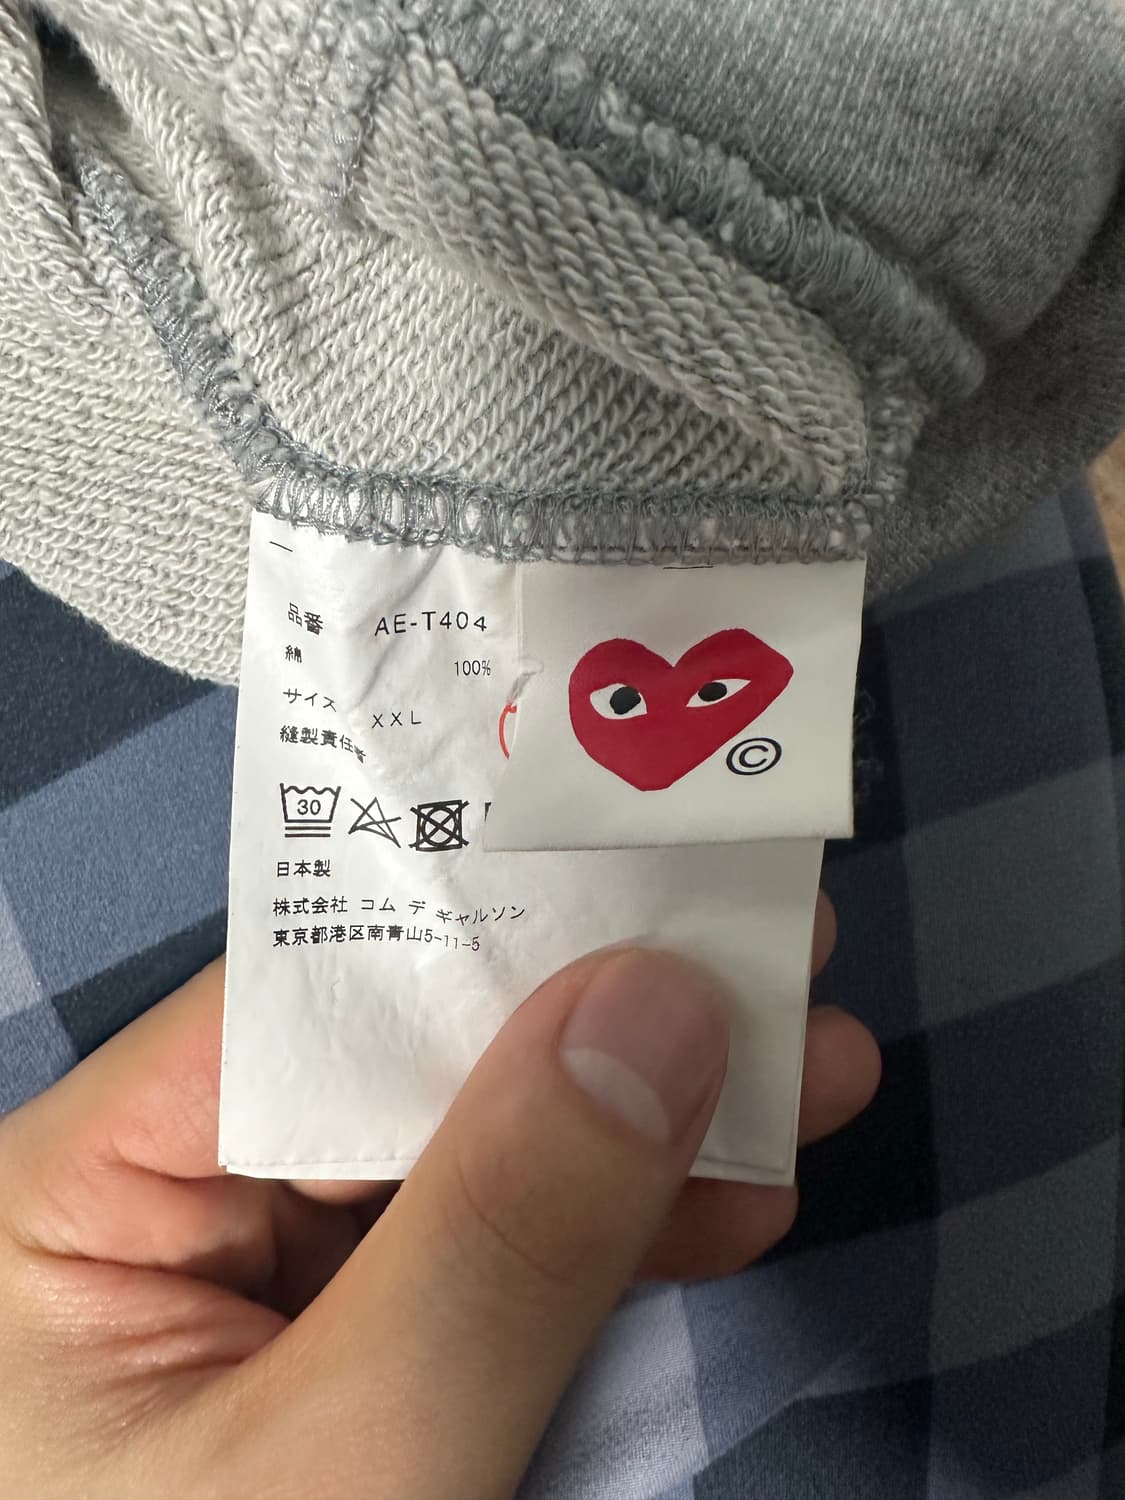 品番 AE-T404
綿 100%
サイズ XXL
縫製責任者
30
©
日本製
株式会社 コム デ ギャルソン
東京都港区南青山5-11-5